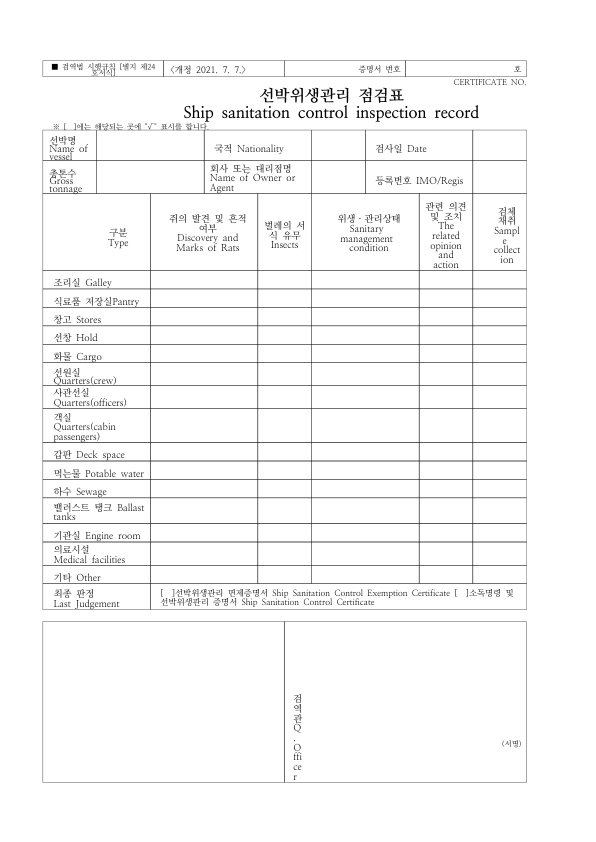 ■ 검역법 시행규칙 [별지 제24
호서식]
〈개정 2021. 7. 7.〉
증명서 번호
호
CERTIFICATE NO.
선박위생관리 점검표
Ship sanitation control inspection record
※ [  ]에는 해당되는 곳에 "√" 표시를 합니다.
선박명
Name of
vessel
국적 Nationality
검사일 Date
총톤수
Gross
tonnage
회사 또는 대리점명
Name of Owner or
Agent
등록번호 IMO/Regis
구분
Type
쥐의 발견 및 흔적
여부
Discovery and
Marks of Rats
벌레의 서
식 유무
Insects
위생ㆍ관리상태
Sanitary
management
condition
관련 의견
및 조치
The
related
opinion
and
action
검체
채취
Sampl
e
collect
ion
조리실 Galley
식료품 저장실Pantry
창고 Stores
선창 Hold
화물 Cargo
선원실
Quarters(crew)
사관선실
Quarters(officers)
객실
Quarters(cabin
passengers)
갑판 Deck space
먹는물 Potable water
하수 Sewage
밸러스트 탱크 Ballast
tanks
기관실 Engine room
의료시설
Medical facilities
기타 Other
최종 판정
Last Judgement
[  ]선박위생관리 면제증명서 Ship Sanitation Control Exemption Certificate [  ]소독명령 및
선박위생관리 증명서 Ship Sanitation Control Certificate
검
역
관
Q
.
O
ffi
ce
r
(서명)